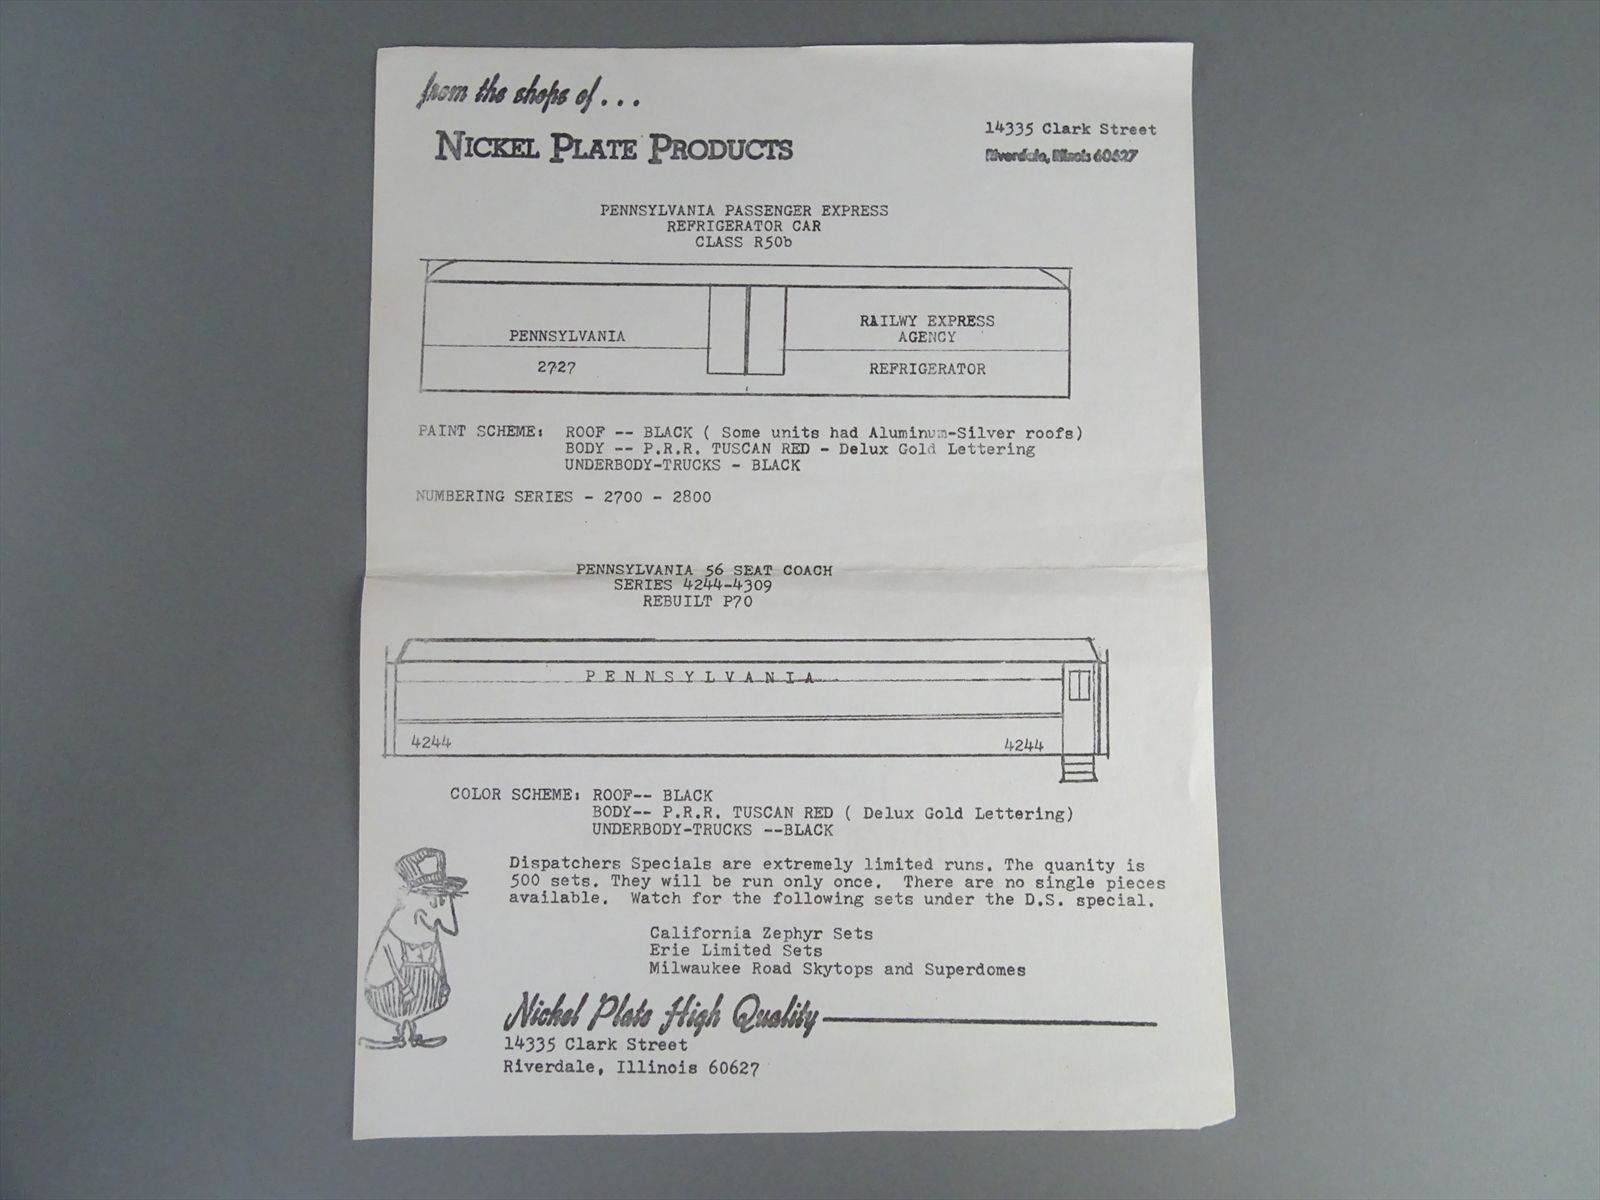 from the shops of...
NICKEL PLATE PRODUCTS
14335 Clark Street
Riverdale, Illinois 60627
PENNSYLVANIA PASSENGER EXPRESS
REFRIGERATOR CAR
CLASS R50b
PENNSYLVANIA
2727
RAILWY EXPRESS
AGENCY
REFRIGERATOR
PAINT SCHEME: ROOF -- BLACK ( Some units had Aluminum-Silver roofs)
BODY -- P.R.R. TUSCAN RED - Delux Gold Lettering
UNDERBODY-TRUCKS - BLACK
NUMBERING SERIES - 2700 - 2800
PENNSYLVANIA 56 SEAT COACH
SERIES 4244-4309
REBUILT P70
PENNSYLVANIA
4244
4244
COLOR SCHEME: ROOF-- BLACK
BODY-- P.R.R. TUSCAN RED ( Delux Gold Lettering)
UNDERBODY-TRUCKS --BLACK
Dispatchers Specials are extremely limited runs. The quanity is
500 sets. They will be run only once. There are no single pieces
available. Watch for the following sets under the D.S. special.
California Zephyr Sets
Erie Limited Sets
Milwaukee Road Skytops and Superdomes
Nickel Plate High Quality
14335 Clark Street
Riverdale, Illinois 60627